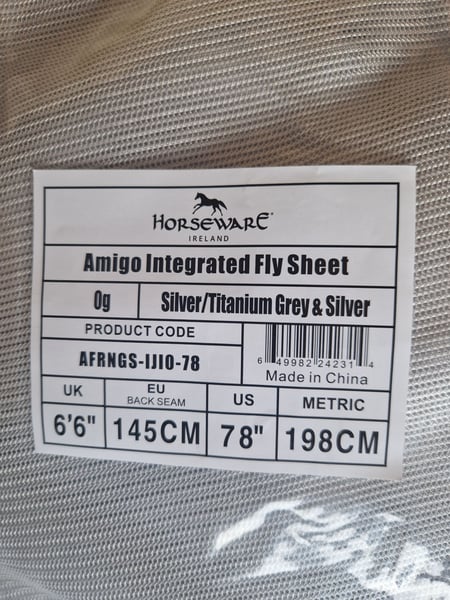 HORSEWARE®
IRELAND
Amigo Integrated Fly Sheet
0g Silver/Titanium Grey & Silver
PRODUCT CODE
AFRNGS-IJI0-78
6 49982 24231 4
Made in China
UK EU BACK SEAM US METRIC
6'6" 145CM 78" 198CM